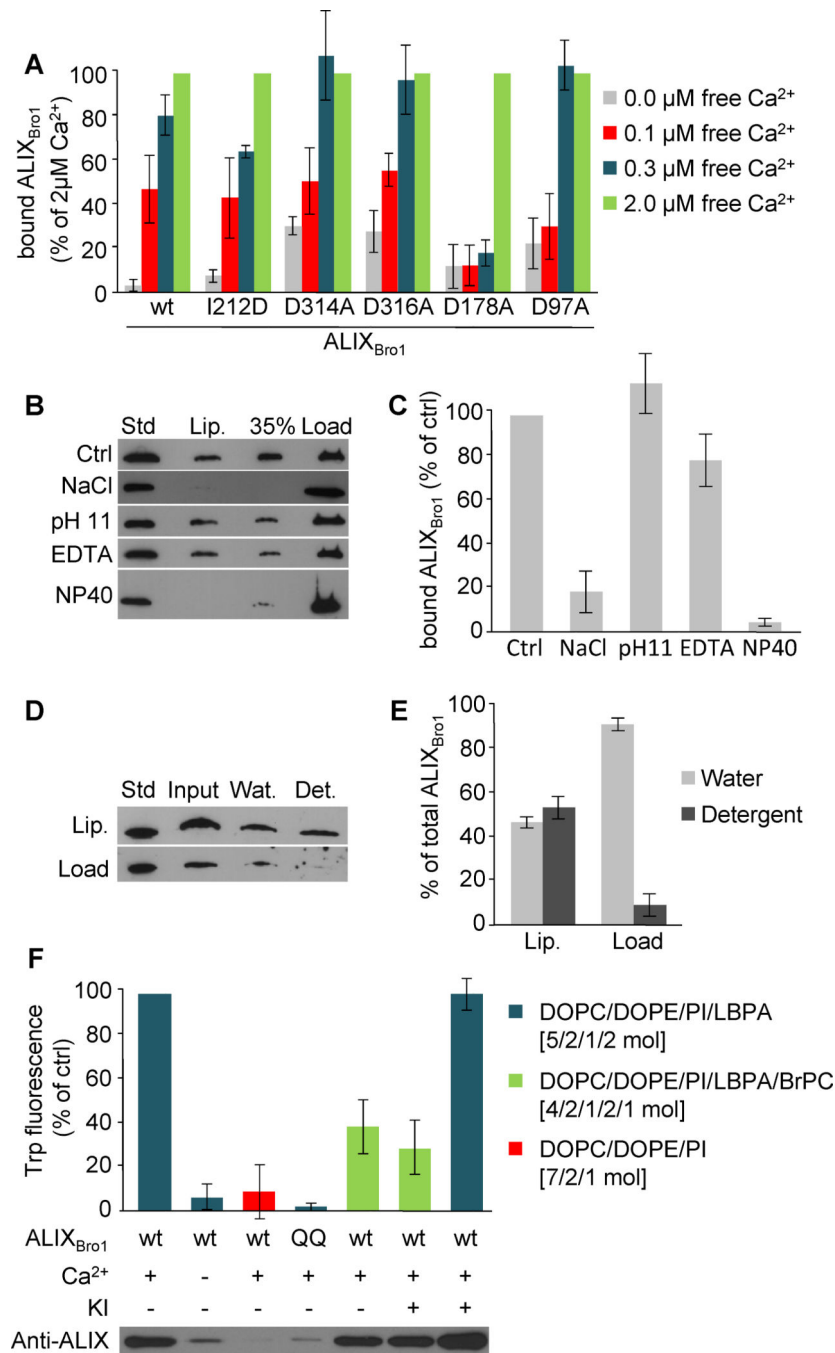 A
bound ALIXBro1
(% of 2µM Ca2+)
100
80
60
40
20
0
wt I212D D314A D316A D178A D97A
ALIXBro1
0.0 µM free Ca2+
0.1 µM free Ca2+
0.3 µM free Ca2+
2.0 µM free Ca2+
B
Std Lip. 35% Load
Ctrl
NaCl
pH 11
EDTA
NP40
C
bound ALIXBro1 (% of ctrl)
100
80
60
40
20
0
Ctrl NaCl pH11 EDTA NP40
D
Std Input Wat. Det.
Lip.
Load
E
% of total ALIXBro1
100
80
60
40
20
0
Lip. Load
Water
Detergent
F
Trp fluorescence
(% of ctrl)
100
80
60
40
20
0
DOPC/DOPE/PI/LBPA
[5/2/1/2 mol]
DOPC/DOPE/PI/LBPA/BrPC
[4/2/1/2/1 mol]
DOPC/DOPE/PI
[7/2/1 mol]
ALIXBro1 wt wt wt QQ wt wt wt
Ca2+ + - + + + + +
KI - - - - - + +
Anti-ALIX